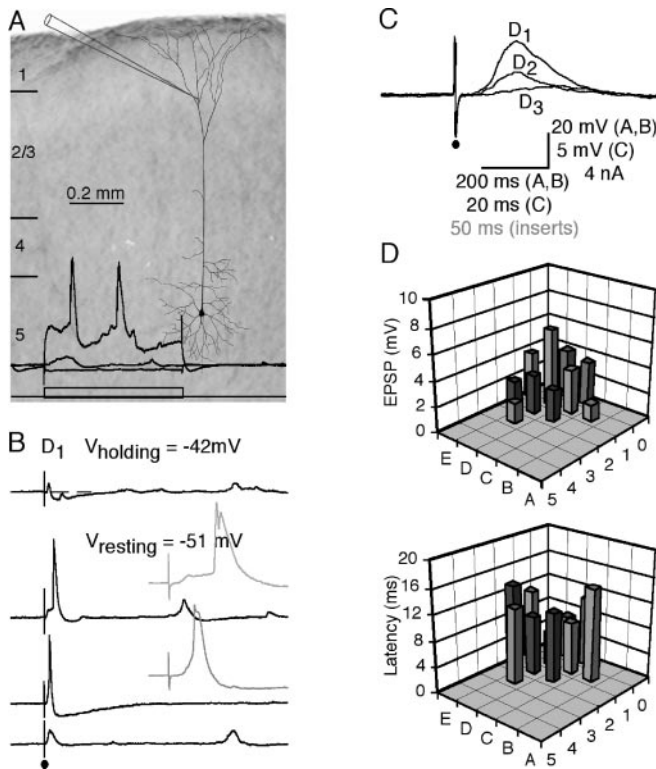 A
1
2/3
0.2 mm
4
5
B
D1
Vholding = -42mV
Vresting = -51 mV
C
D1
D2
D3
20 mV (A,B)
5 mV (C)
4 nA
200 ms (A,B)
20 ms (C)
50 ms (inserts)
D
EPSP (mV)
10
8
6
4
2
0
E D C B A
5 4 3 2 1 0
Latency (ms)
20
16
12
8
4
0
E D C B A
5 4 3 2 1 0